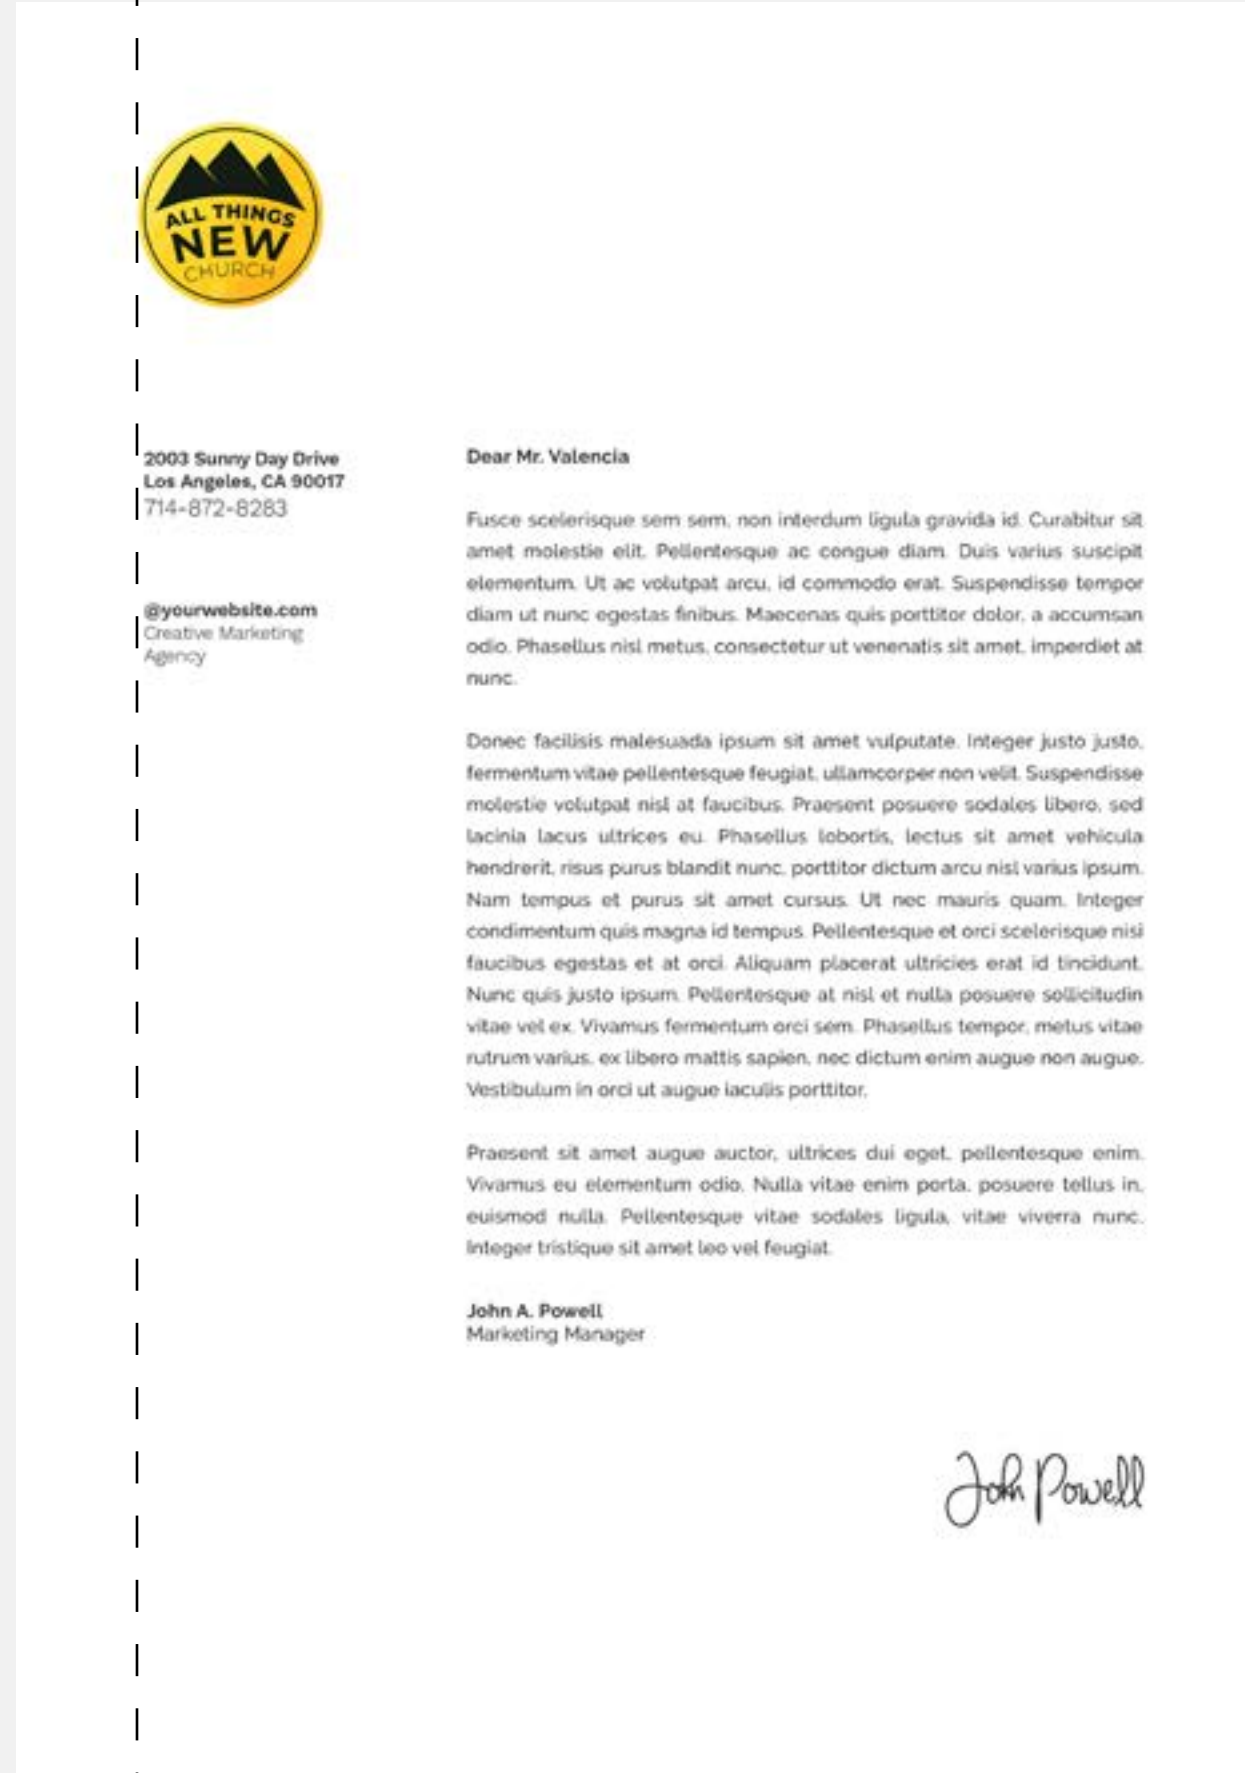 ALL THINGS
NEW
CHURCH
2003 Sunny Day Drive
Los Angeles, CA 90017
714-872-8283
@yourwebsite.com
Creative Marketing
Agency
Dear Mr. Valencia
Fusce scelerisque sem sem, non interdum ligula gravida id. Curabitur sit
amet molestie elit. Pellentesque ac congue diam. Duis varius suscipit
elementum. Ut ac volutpat arcu, id commodo erat. Suspendisse tempor
diam ut nunc egestas finibus. Maecenas quis porttitor dolor, a accumsan
odio. Phasellus nisl metus, consectetur ut venenatis sit amet, imperdiet at
nunc.
Donec facilisis malesuada ipsum sit amet vulputate. Integer justo justo,
fermentum vitae pellentesque feugiat, ullamcorper non velit. Suspendisse
molestie volutpat nisl at faucibus. Praesent posuere sodales libero, sed
lacinia lacus ultrices eu. Phasellus lobortis, lectus sit amet vehicula
hendrerit, risus purus blandit nunc, porttitor dictum arcu nisl varius ipsum.
Nam tempus et purus sit amet cursus. Ut nec mauris quam. Integer
condimentum quis magna id tempus. Pellentesque et orci scelerisque nisi
faucibus egestas et at orci. Aliquam placerat ultricies erat id tincidunt.
Nunc quis justo ipsum. Pellentesque at nisl et nulla posuere sollicitudin
vitae vel ex. Vivamus fermentum orci sem. Phasellus tempor, metus vitae
rutrum varius, ex libero mattis sapien, nec dictum enim augue non augue.
Vestibulum in orci ut augue iaculis porttitor.
Praesent sit amet augue auctor, ultrices dui eget, pellentesque enim.
Vivamus eu elementum odio. Nulla vitae enim porta, posuere tellus in,
euismod nulla. Pellentesque vitae sodales ligula, vitae viverra nunc.
Integer tristique sit amet leo vel feugiat.
John A. Powell
Marketing Manager
John Powell